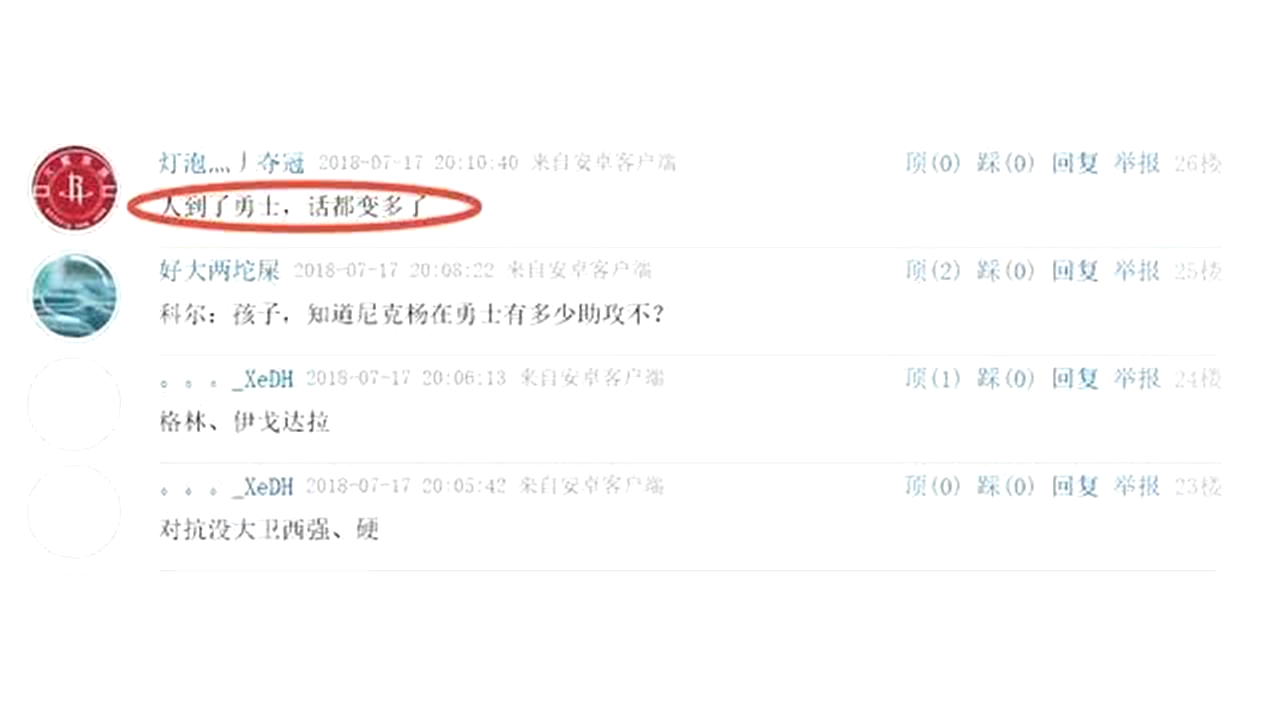 灯泡灬丿夺冠 2018-07-17 20:10:40 来自安卓客户端 顶(0) 踩(0) 回复 举报 26楼
人到了勇士，话都变多了
好大两坨屎 2018-07-17 20:08:22 来自安卓客户端 顶(2) 踩(0) 回复 举报 25楼
科尔：孩子，知道尼克杨在勇士有多少助攻不？
。。。_XeDH 2018-07-17 20:06:13 来自安卓客户端 顶(1) 踩(0) 回复 举报 24楼
格林、伊戈达拉
。。。_XeDH 2018-07-17 20:05:42 来自安卓客户端 顶(0) 踩(0) 回复 举报 23楼
对抗没大卫西强、硬